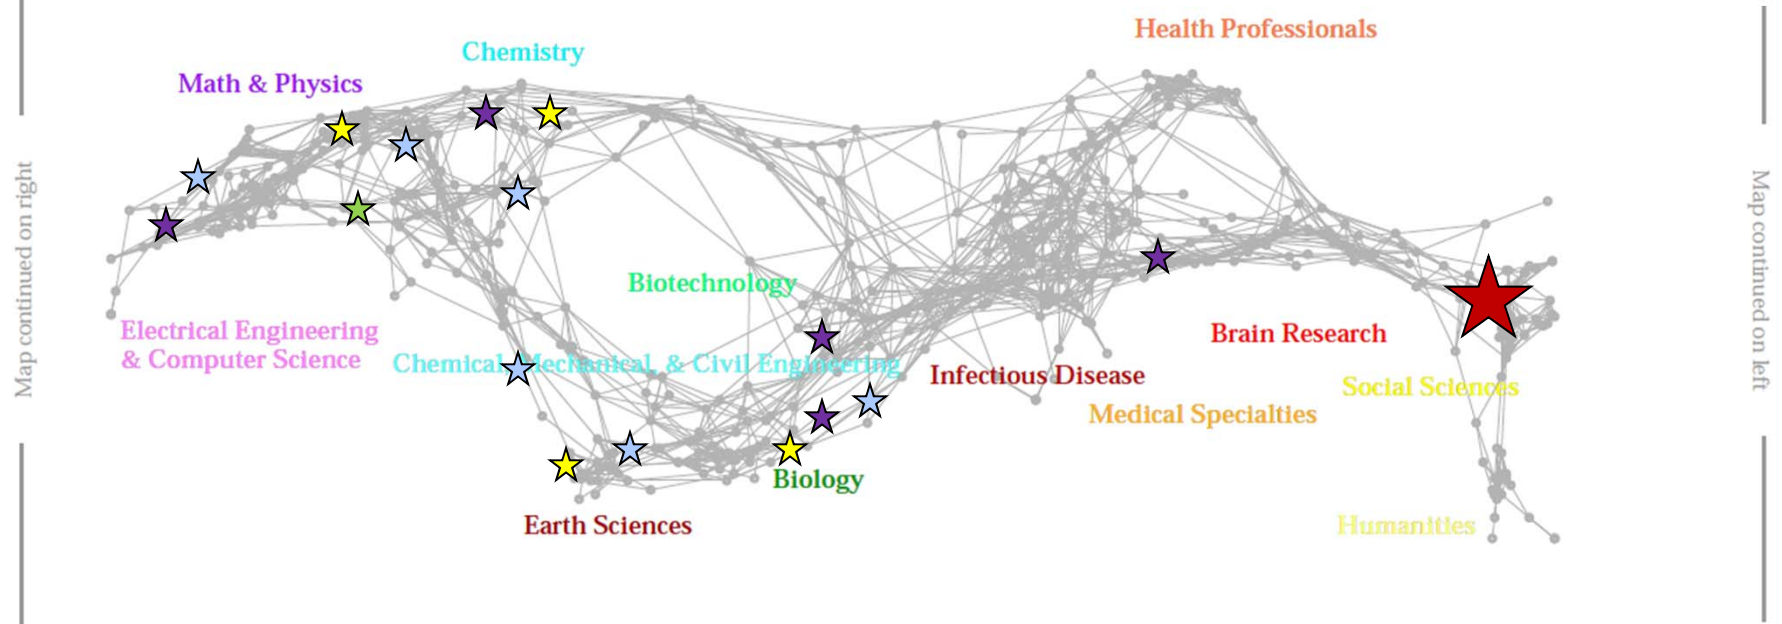 Health Professionals
Chemistry
Math & Physics
Map continued on right
Map continued on left
Biotechnology
Electrical Engineering
& Computer Science
Chemical, Mechanical, & Civil Engineering
Brain Research
Infectious Disease
Social Sciences
Medical Specialties
Biology
Earth Sciences
Humanities